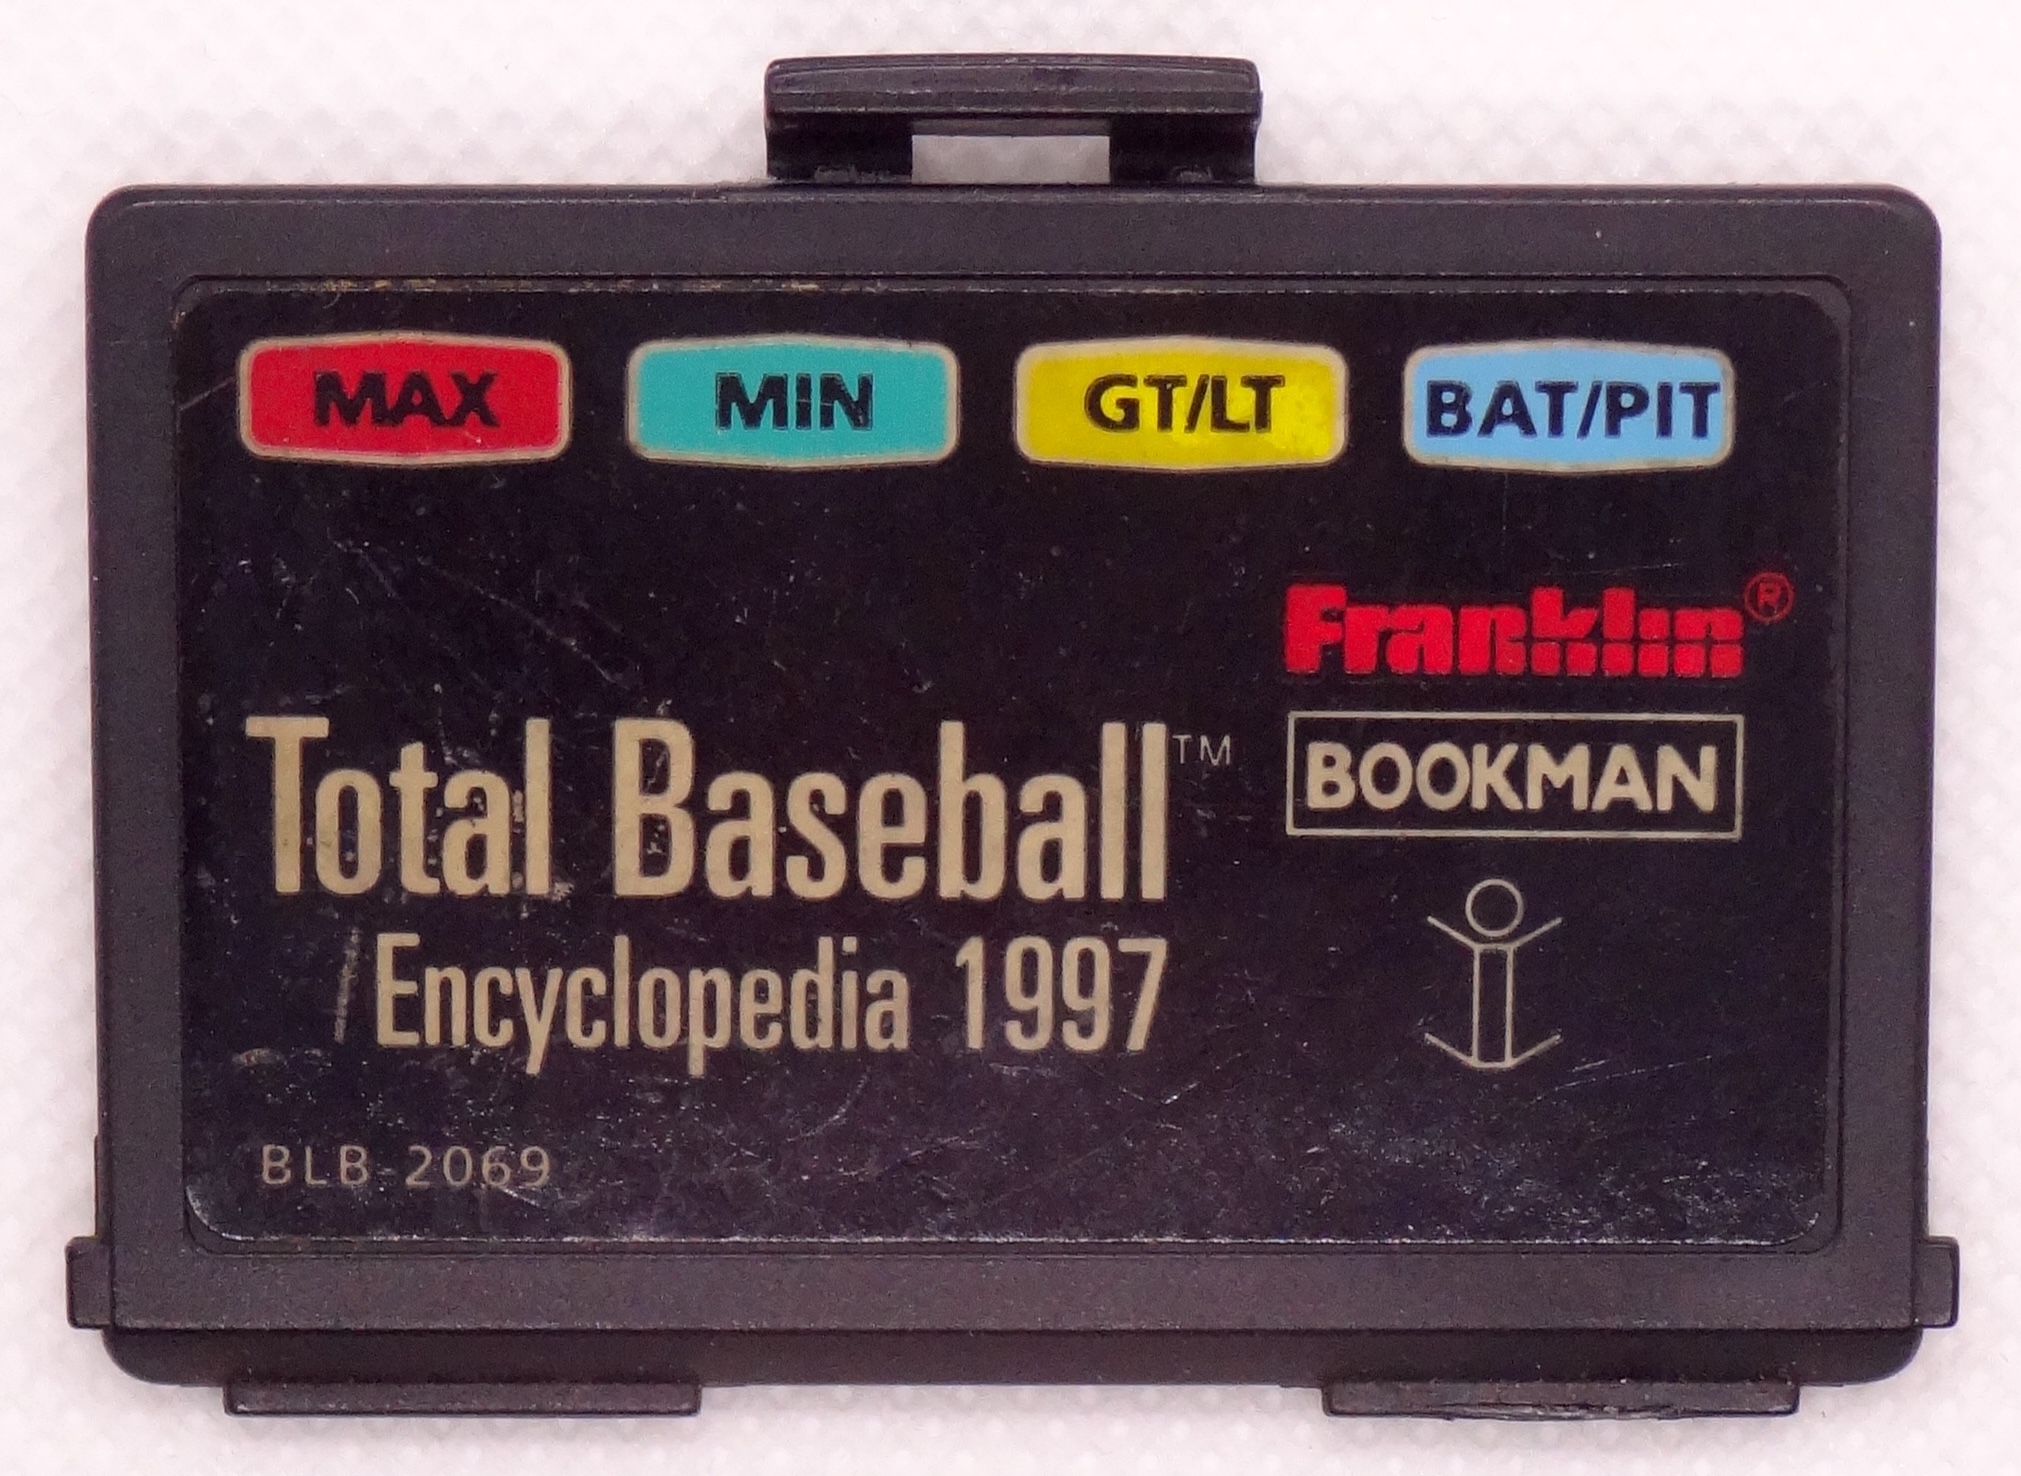 MAX MIN GT/LT BAT/PIT
Franklin®
BOOKMAN
Total Baseball™
Encyclopedia 1997
BLB-2069